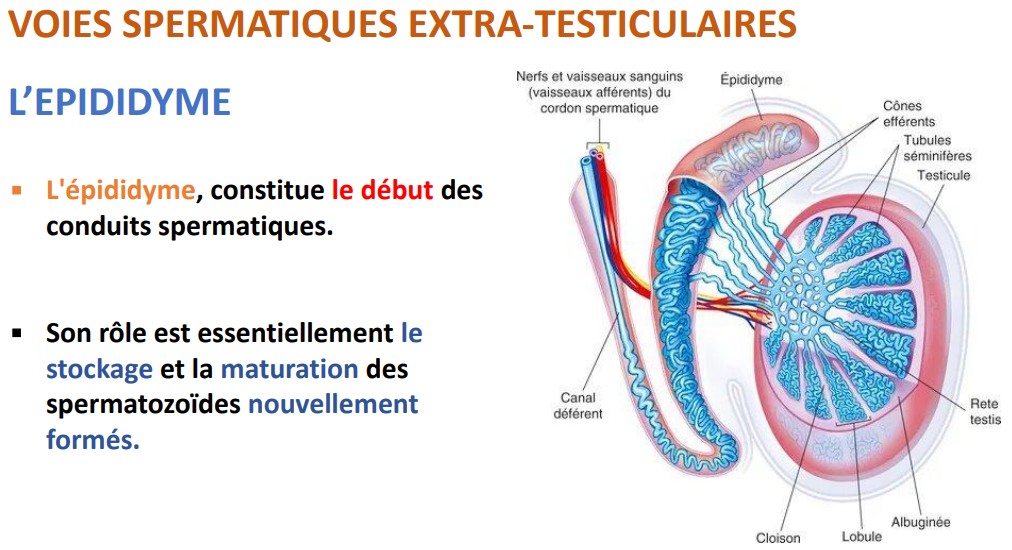 VOIES SPERMATIQUES EXTRA-TESTICULAIRES
L’EPIDIDYME
L'épididyme, constitue le début des
conduits spermatiques.
Son rôle est essentiellement le
stockage et la maturation des
spermatozoïdes nouvellement
formés.
Nerfs et vaisseaux sanguins
(vaisseaux afférents) du
cordon spermatique
Épididyme
Cônes
efférents
Tubules
séminifères
Testicule
Canal
déférent
Rete
testis
Albuginée
Lobule
Cloison